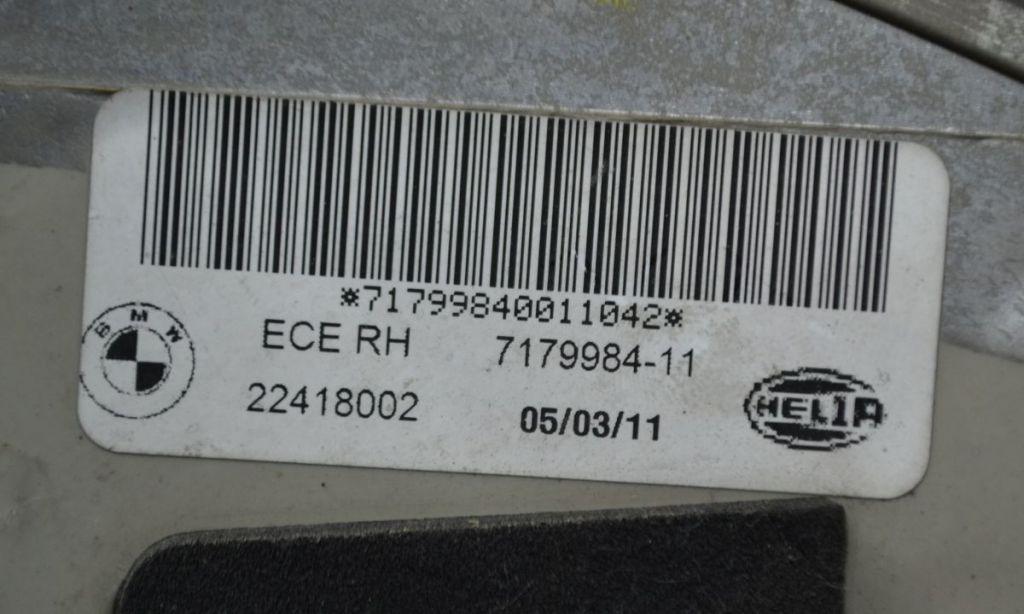 *71799840011042*
BMW
ECE RH
7179984-11
22418002
05/03/11
HELLA